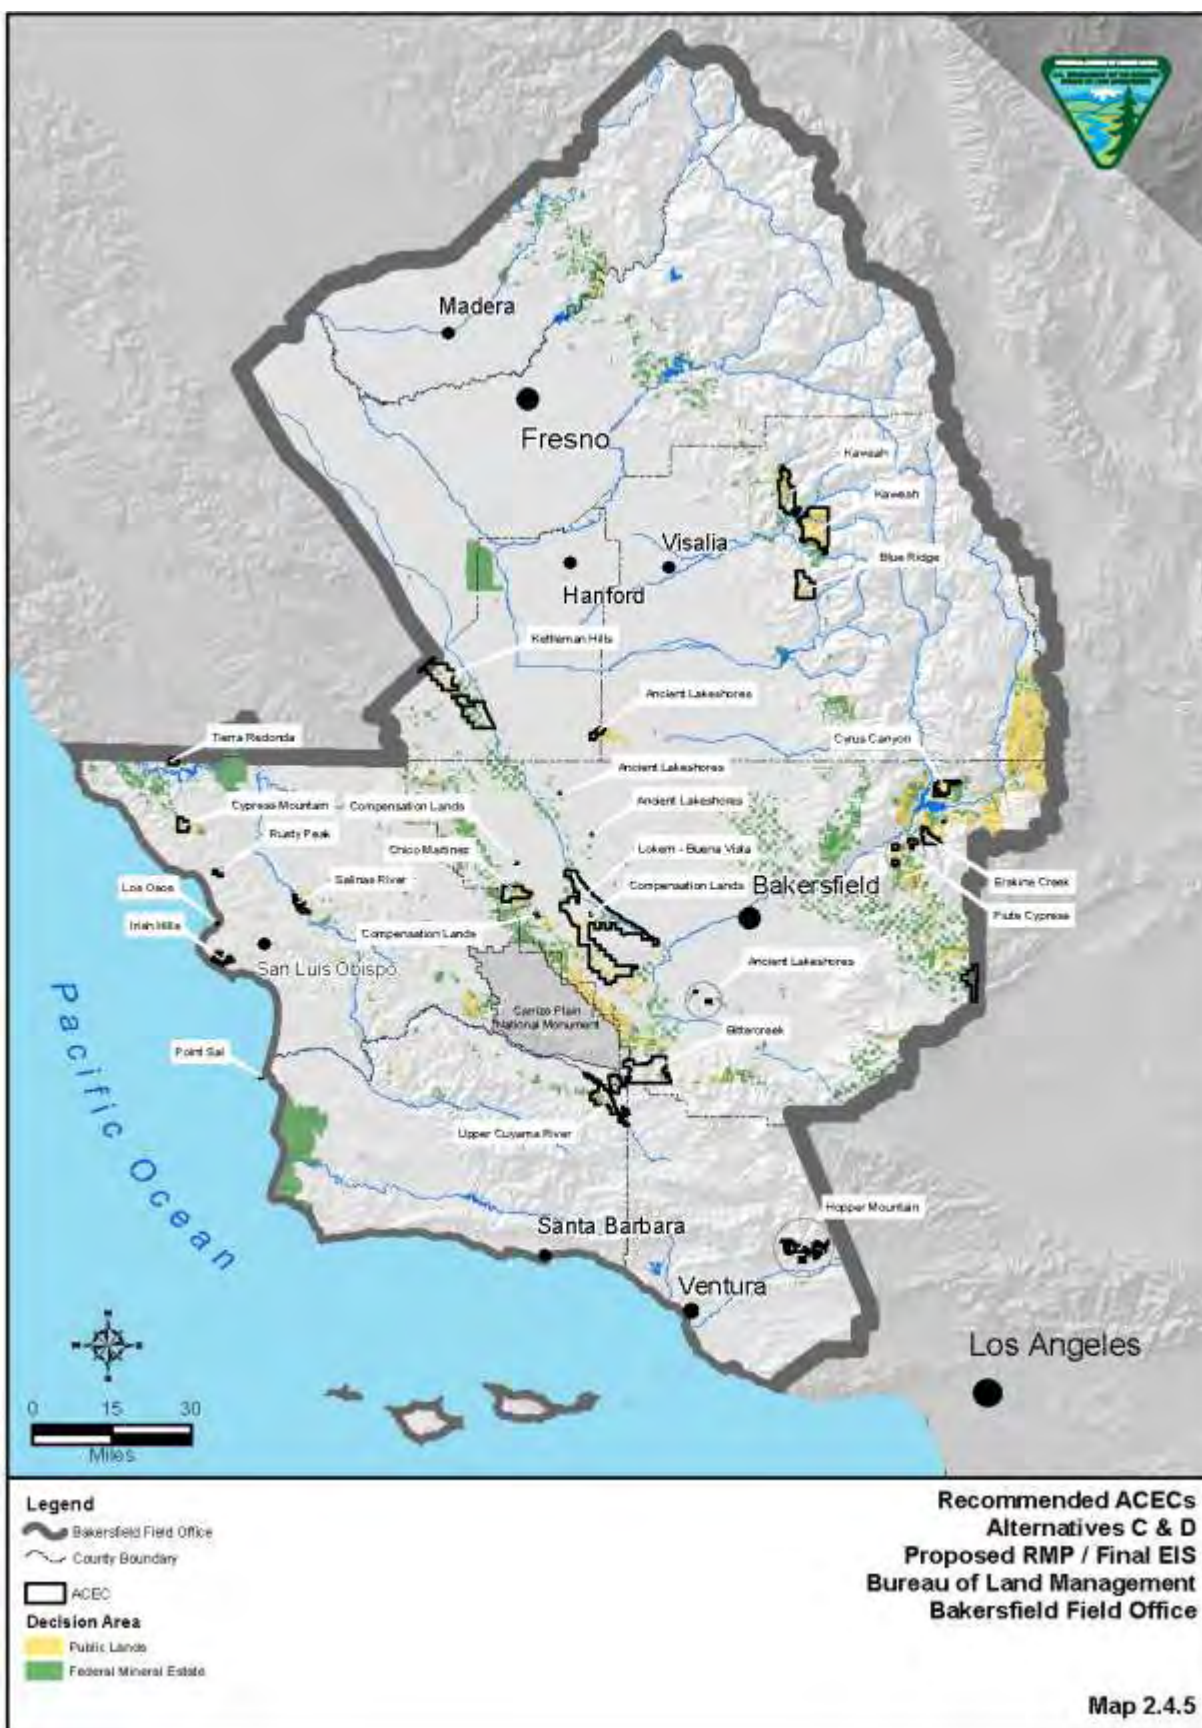 Madera
Fresno
Kaweah
Kaweah
Visalia
Blue Ridge
Hanford
Kettleman Hills
Ancient Lakeshores
Tierra Redonda
Cyrus Canyon
Ancient Lakeshores
Cypress Mountain
Compensation Lands
Ancient Lakeshores
Rusty Peak
Chico Martinez
Lokern - Buena Vista
Los Osos
Salinas River
Compensation Lands
Bakersfield
Erskine Creek
Irish Hills
Compensation Lands
Piute Cypress
San Luis Obispo
Ancient Lakeshores
Carrizo Plain
National Monument
Bittercreek
Point Sal
Pacific Ocean
Upper Cuyama River
Hopper Mountain
Santa Barbara
Ventura
Los Angeles
N
W E
S
0 15 30
Miles
Legend
Bakersfield Field Office
County Boundary
ACEC
Decision Area
Public Lands
Federal Mineral Estate
Recommended ACECs
Alternatives C & D
Proposed RMP / Final EIS
Bureau of Land Management
Bakersfield Field Office
Map 2.4.5